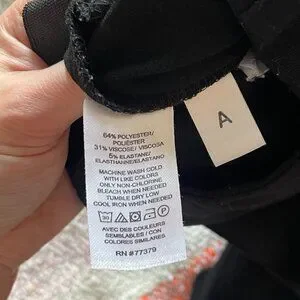 64% POLYESTER/
POLIÉSTER
31% VISCOSE/ VISCOSA
5% ELASTANE/
ELASTHANNE/ELASTANO
MACHINE WASH COLD
WITH LIKE COLORS
ONLY NON-CHLORINE
BLEACH WHEN NEEDED
TUMBLE DRY LOW
COOL IRON WHEN NEEDED
30
AVEC DES COULEURS
SEMBLABLES / CON
COLORES SIMILARES
RN #77379
A